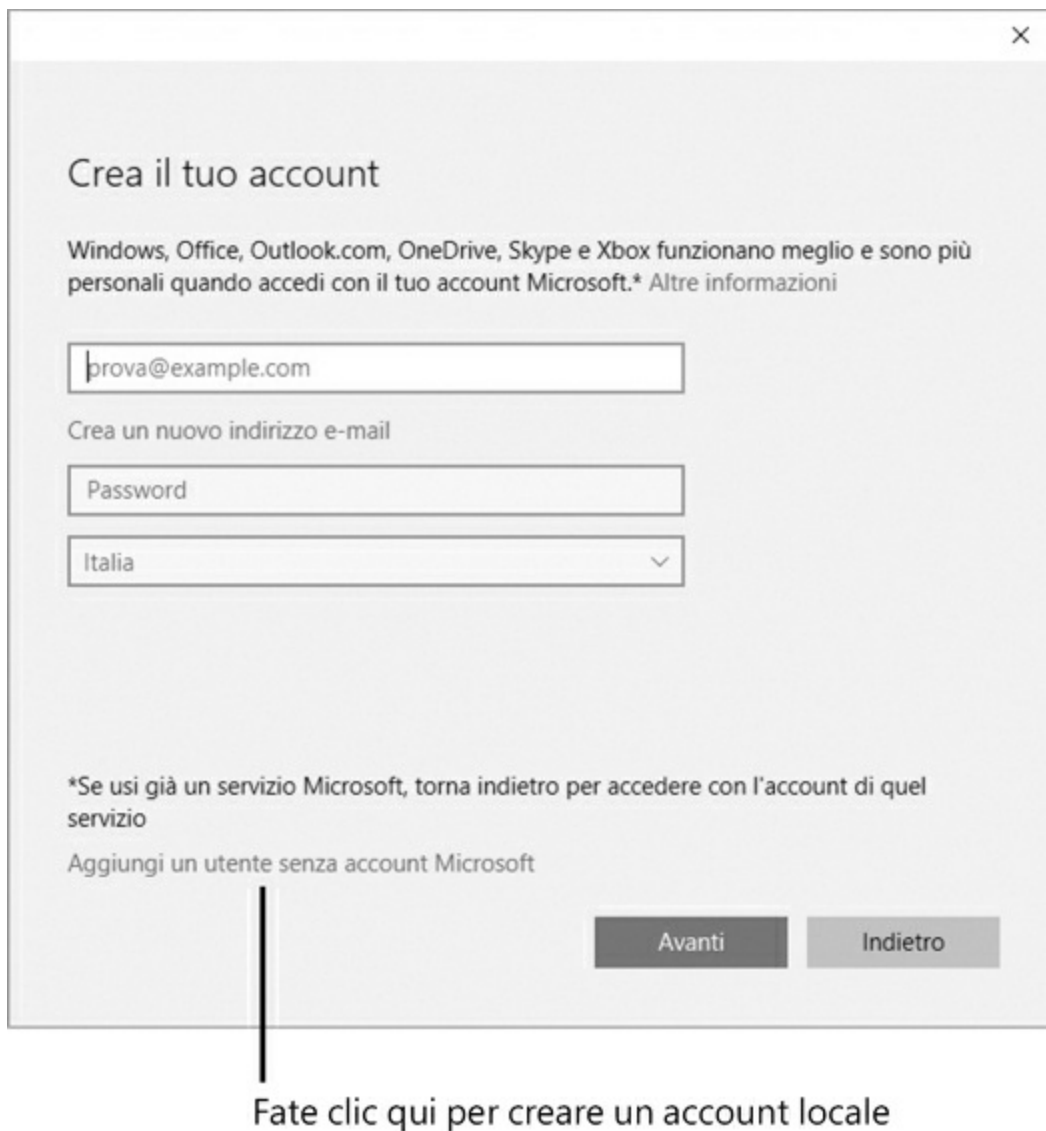 Crea il tuo account
Windows, Office, Outlook.com, OneDrive, Skype e Xbox funzionano meglio e sono più
personali quando accedi con il tuo account Microsoft.* Altre informazioni
prova@example.com
Crea un nuovo indirizzo e-mail
Password
Italia
*Se usi già un servizio Microsoft, torna indietro per accedere con l'account di quel
servizio
Aggiungi un utente senza account Microsoft
Avanti Indietro
Fate clic qui per creare un account locale